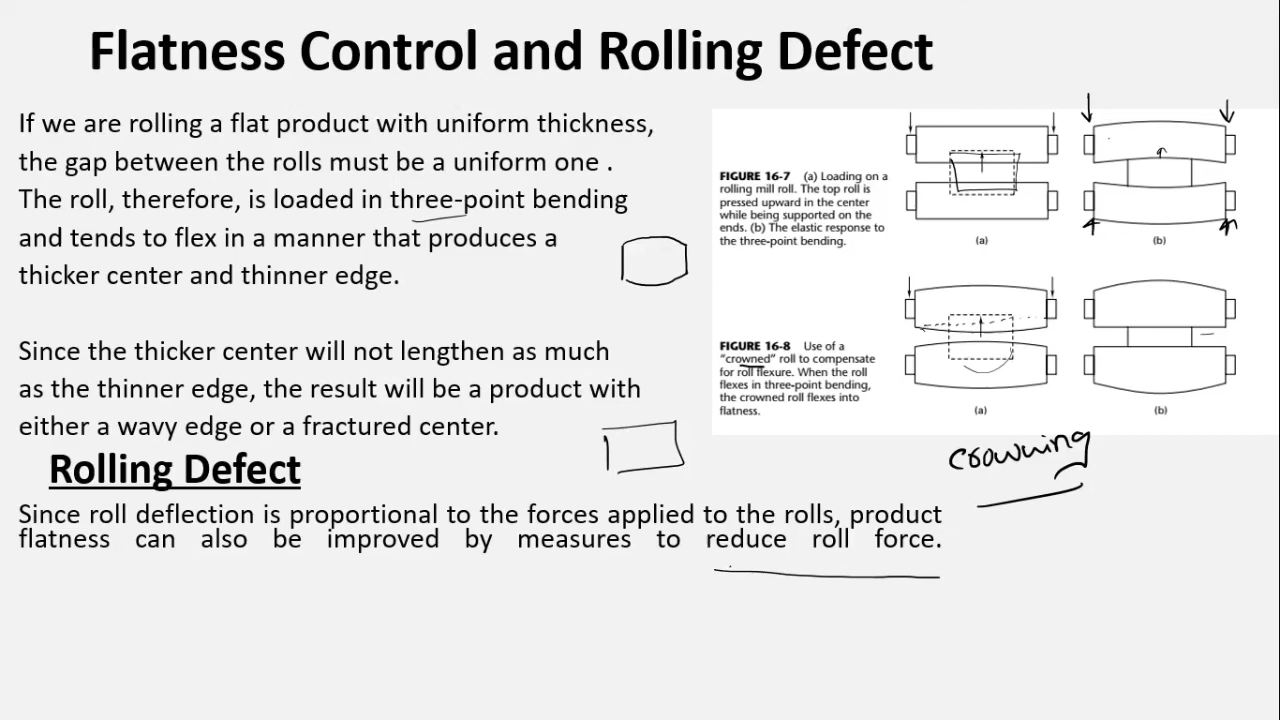 Flatness Control and Rolling Defect
If we are rolling a flat product with uniform thickness,
the gap between the rolls must be a uniform one .
The roll, therefore, is loaded in three-point bending
and tends to flex in a manner that produces a
thicker center and thinner edge.
Since the thicker center will not lengthen as much
as the thinner edge, the result will be a product with
either a wavy edge or a fractured center.
FIGURE 16-7 (a) Loading on a
rolling mill roll. The top roll is
pressed upward in the center
while being supported on the
ends. (b) The elastic response to
the three-point bending.
(a)
(b)
FIGURE 16-8 Use of a
“crowned” roll to compensate
for roll flexure. When the roll
flexes in three-point bending,
the crowned roll flexes into
flatness.
(a)
(b)
crowning
Rolling Defect
Since roll deflection is proportional to the forces applied to the rolls, product
flatness can also be improved by measures to reduce roll force.